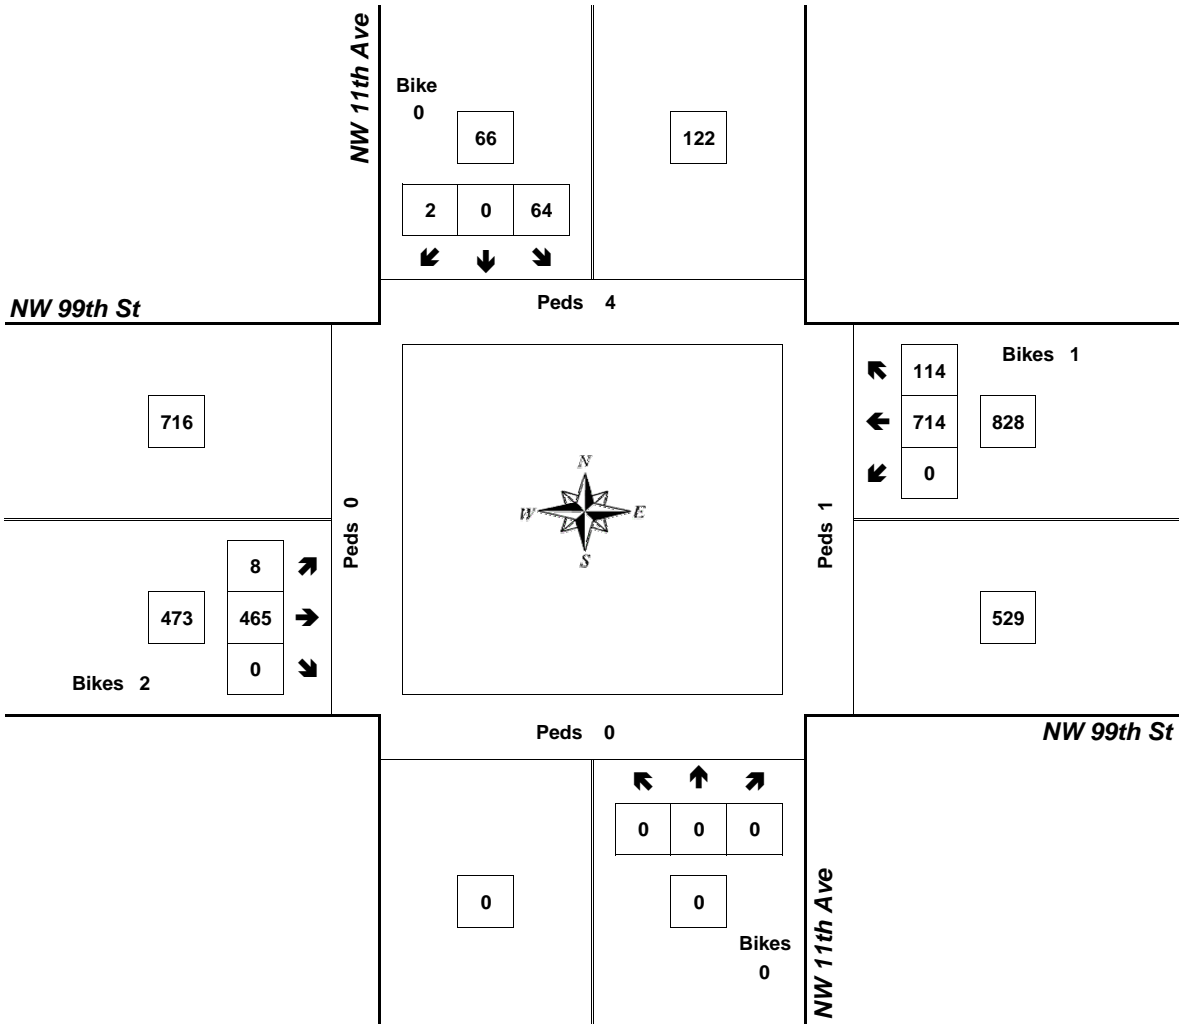 NW 11th Ave
Bike
0
66
122
2 0 64
Peds 4
NW 99th St
114
Bikes 1
716
714
828
0
N
W E
S
Peds 0
Peds 1
8
473
465
529
0
Bikes 2
Peds 0
NW 99th St
0 0 0
0
0
Bikes
0
NW 11th Ave